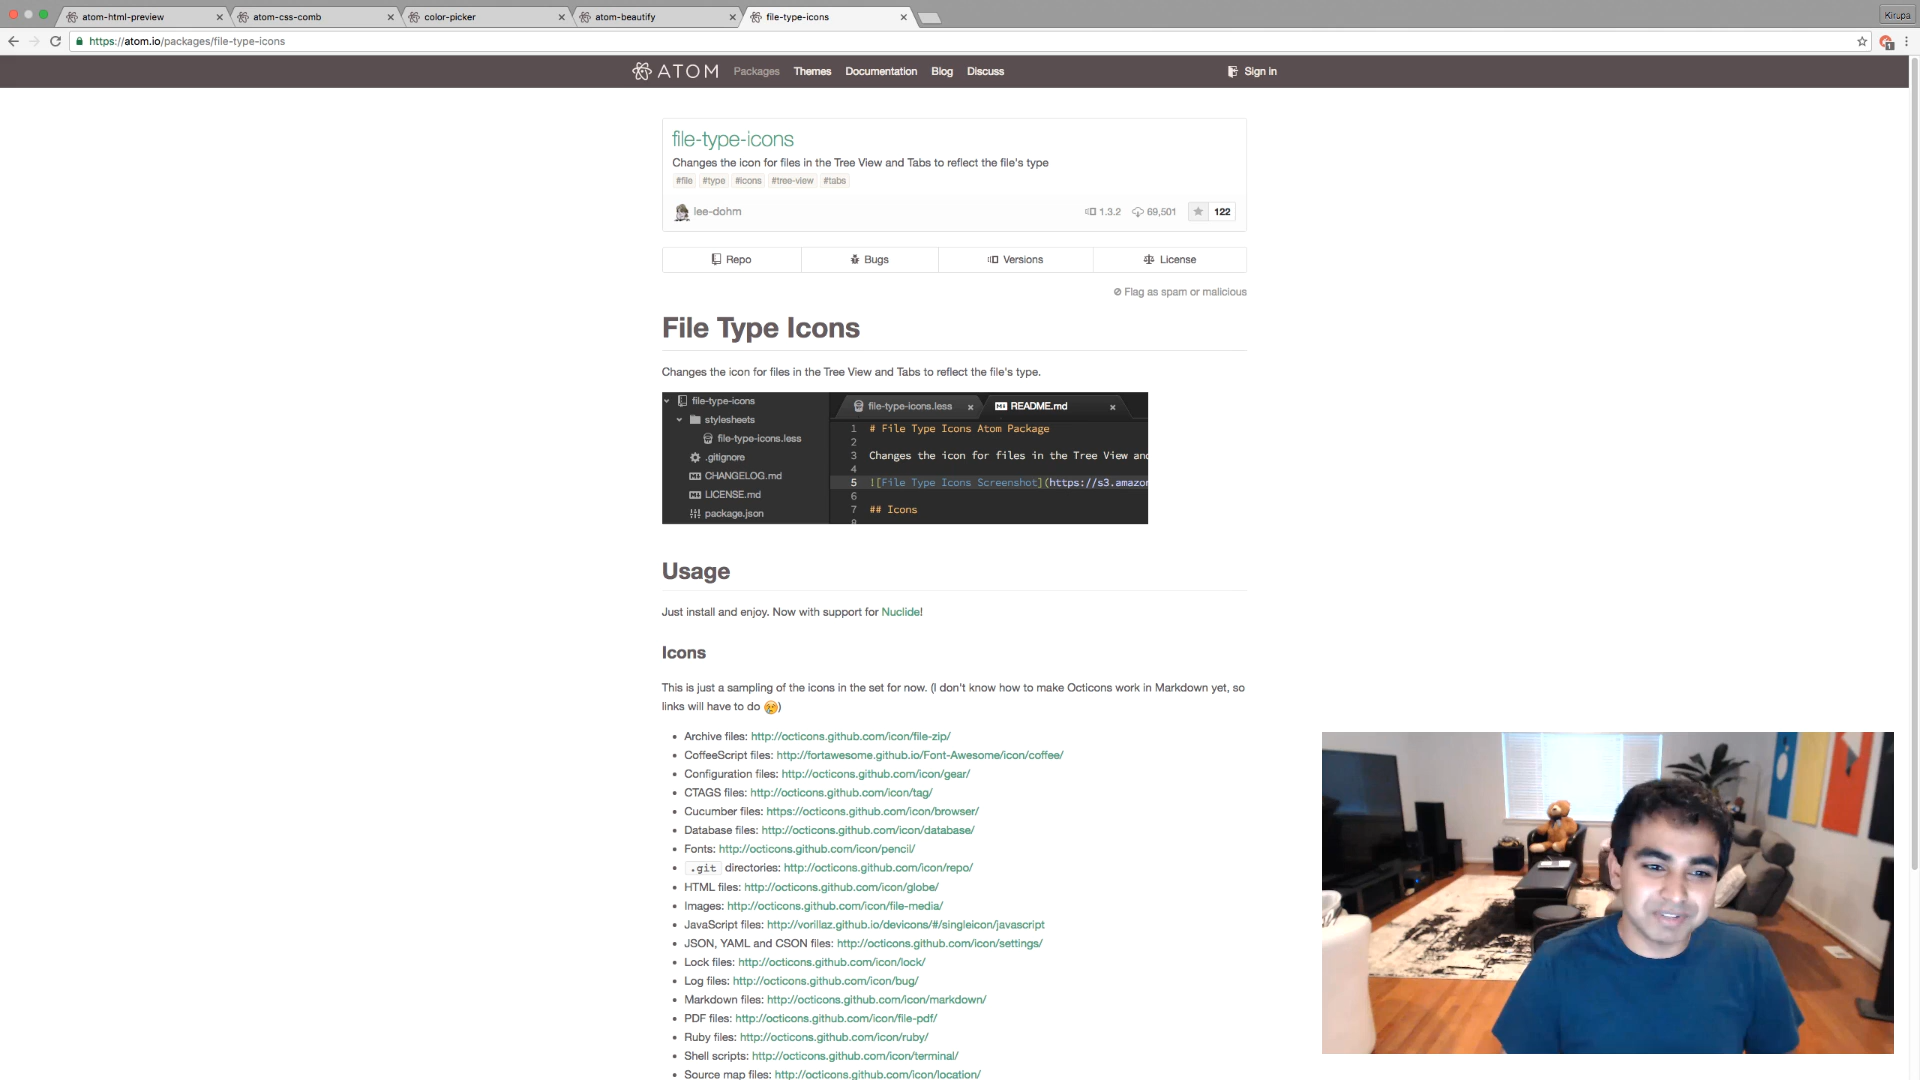 atom-html-preview
atom-css-comb
color-picker
atom-beautify
file-type-icons
Kirupa
https://atom.io/packages/file-type-icons
1
ATOM
Packages
Themes
Documentation
Blog
Discuss
Sign in
file-type-icons
Changes the icon for files in the Tree View and Tabs to reflect the file's type
#file #type #icons #tree-view #tabs
lee-dohm
1.3.2
69,501
122
Repo
Bugs
Versions
License
Flag as spam or malicious
File Type Icons
Changes the icon for files in the Tree View and Tabs to reflect the file's type.
file-type-icons
stylesheets
file-type-icons.less
.gitignore
CHANGELOG.md
LICENSE.md
package.json
file-type-icons.less
README.md
1 # File Type Icons Atom Package
2
3 Changes the icon for files in the Tree View and
4
5 ![File Type Icons Screenshot](https://s3.amazon
6
7 ## Icons
8
Usage
Just install and enjoy. Now with support for Nuclide!
Icons
This is just a sampling of the icons in the set for now. (I don't know how to make Octicons work in Markdown yet, so
links will have to do 😢)
• Archive files: http://octicons.github.com/icon/file-zip/
• CoffeeScript files: http://fortawesome.github.io/Font-Awesome/icon/coffee/
• Configuration files: http://octicons.github.com/icon/gear/
• CTAGS files: http://octicons.github.com/icon/tag/
• Cucumber files: https://octicons.github.com/icon/browser/
• Database files: http://octicons.github.com/icon/database/
• Fonts: http://octicons.github.com/icon/pencil/
• .git directories: http://octicons.github.com/icon/repo/
• HTML files: http://octicons.github.com/icon/globe/
• Images: http://octicons.github.com/icon/file-media/
• JavaScript files: http://vorillaz.github.io/devicons/#/singleicon/javascript
• JSON, YAML and CSON files: http://octicons.github.com/icon/settings/
• Lock files: http://octicons.github.com/icon/lock/
• Log files: http://octicons.github.com/icon/bug/
• Markdown files: http://octicons.github.com/icon/markdown/
• PDF files: http://octicons.github.com/icon/file-pdf/
• Ruby files: http://octicons.github.com/icon/ruby/
• Shell scripts: http://octicons.github.com/icon/terminal/
• Source map files: http://octicons.github.com/icon/location/